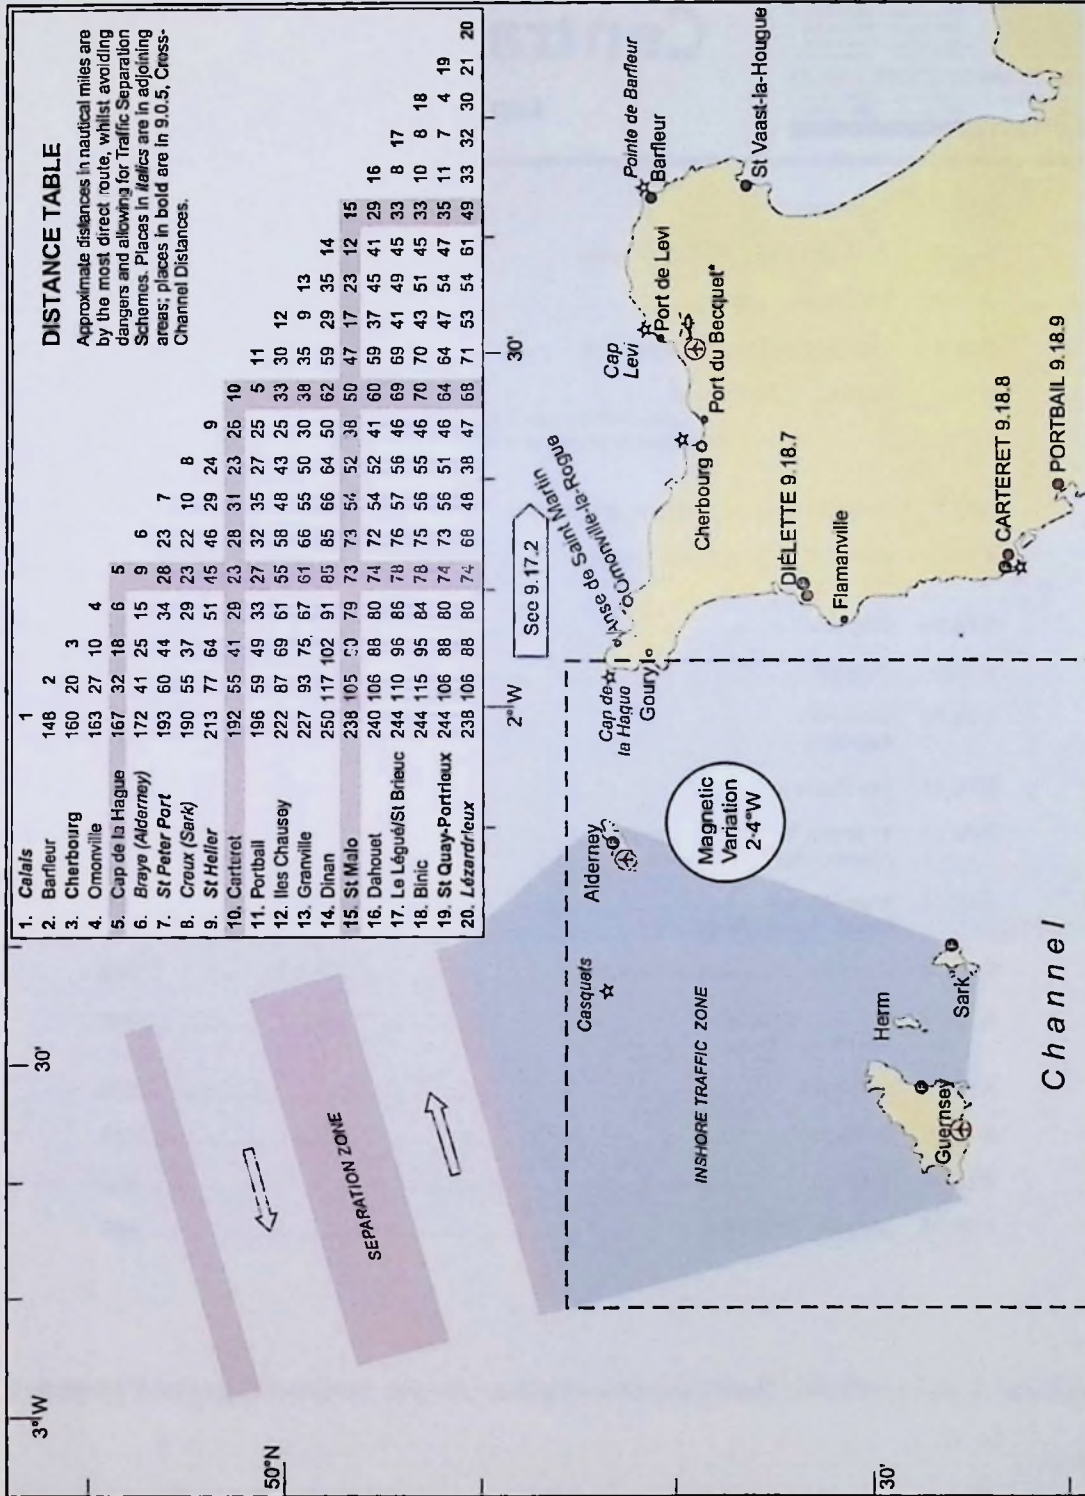 DISTANCE TABLE
Approximate distances in nautical miles are
by the most direct route, whilst avoiding
dangers and allowing for Traffic Separation
Schemes. Places in italics are in adjoining
areas; places in bold are in 9.0.5, Cross-
Channel Distances.
1. Calais 1
2. Barfleur 148 2
3. Cherbourg 160 20 3
4. Omonville 163 27 10 4
5. Cap de la Hague 167 32 18 6 5
6. Braye (Alderney) 172 41 25 15 9 6
7. St Peter Port 193 60 44 34 28 23 7
8. Creux (Sark) 190 55 37 29 23 22 10 8
9. St Helier 213 77 64 51 45 46 29 24 9
10. Carteret 192 55 41 29 23 28 31 23 26 10
11. Portbail 196 59 49 33 27 32 35 27 25 5 11
12. Iles Chausey 222 87 69 61 55 58 48 43 25 33 30 12
13. Granville 227 93 75 67 61 66 55 50 30 38 35 9 13
14. Dinan 250 117 102 91 85 85 66 64 50 62 59 29 35 14
15. St Malo 238 105 90 79 73 73 54 52 38 50 47 17 23 12 15
16. Dahouet 240 106 88 80 74 72 54 52 41 60 59 37 45 41 29 16
17. Le Légué/St Brieuc 244 110 96 86 78 76 57 56 46 69 69 41 49 45 33 8 17
18. Binic 244 115 95 84 78 75 56 55 46 70 70 43 51 45 33 10 8 18
19. St Quay-Portrieux 244 106 88 80 74 73 56 51 46 64 64 47 54 47 35 11 7 4 19
20. Lézardrieux 238 106 88 80 74 68 48 38 47 68 71 53 54 61 49 33 32 30 21 20
3°W
30'
2°W
30'
50°N
30'
SEPARATION ZONE
See 9.17.2
Casquets
Alderney
Cap de
la Hague
Goury
Anse de Saint Martin
Omonville-la-Rogue
Cap
Levi
Port de Levi
Pointe de Barfleur
Barfleur
Cherbourg
Port du Becquet*
St Vaast-la-Hougue
INSHORE TRAFFIC ZONE
Magnetic
Variation
2·4°W
DIÉLETTE 9.18.7
Flamanville
Herm
Guernsey
Sark
CARTERET 9.18.8
PORTBAIL 9.18.9
Channel